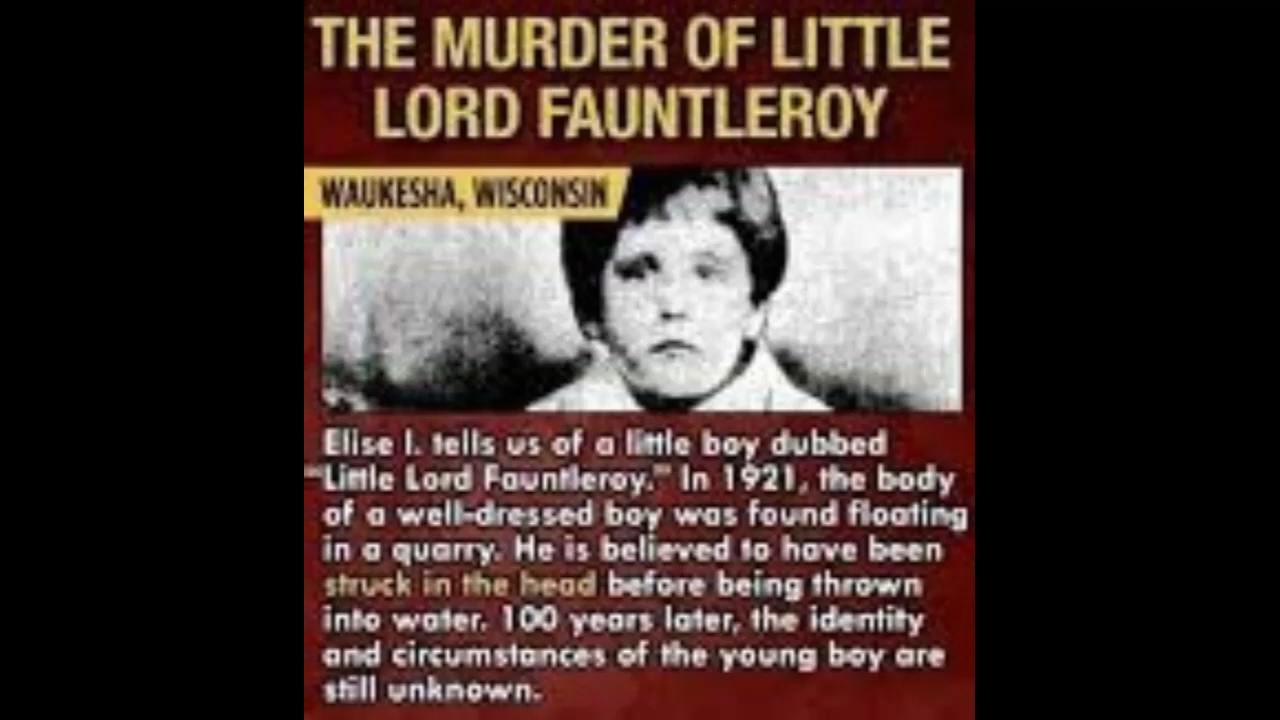 THE MURDER OF LITTLE
LORD FAUNTLEROY
WAUKESHA, WISCONSIN
Elise I. tells us of a little boy dubbed
"Little Lord Fauntleroy." In 1921, the body
of a well-dressed boy was found floating
in a quarry. He is believed to have been
struck in the head before being thrown
into water. 100 years later, the identity
and circumstances of the young boy are
still unknown.